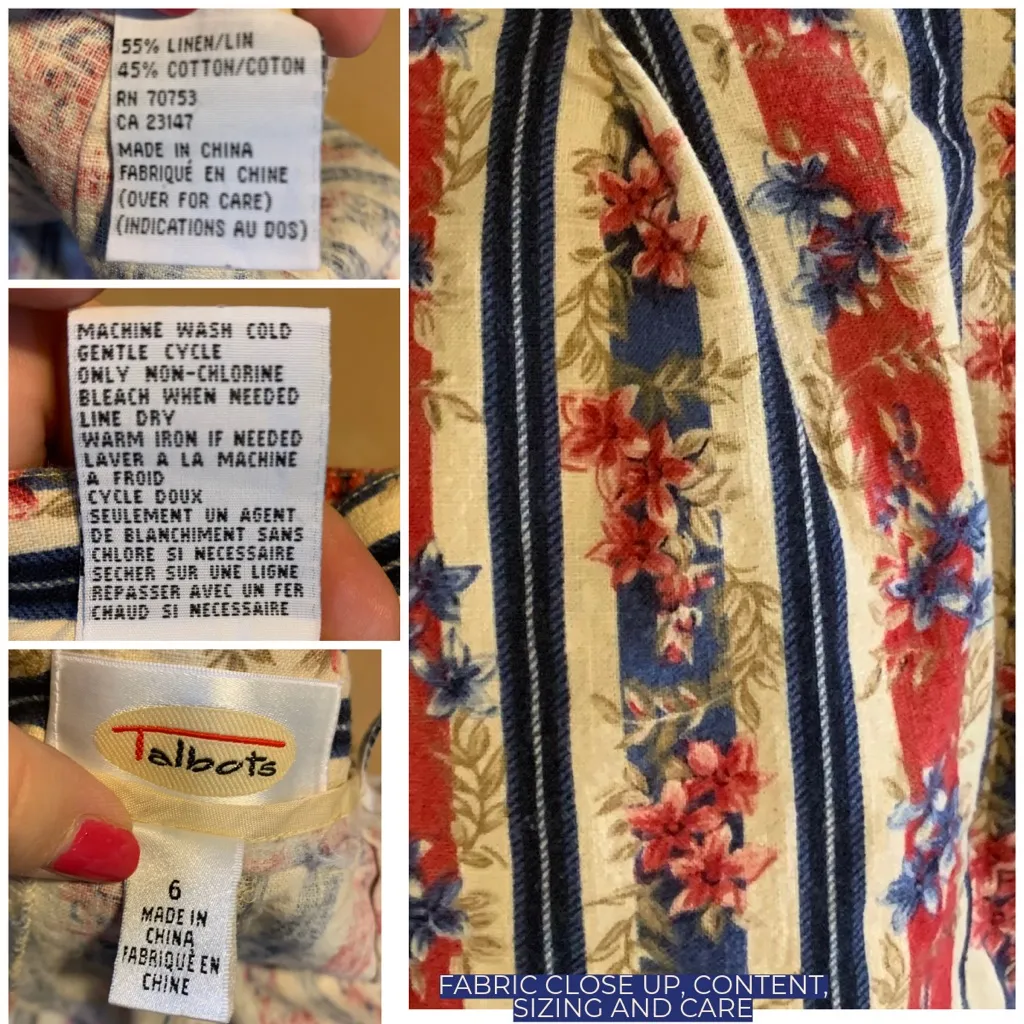 55% LINEN/LIN
45% COTTON/COTON
RN 70753
CA 23147
MADE IN CHINA
FABRIQUÉ EN CHINE
(OVER FOR CARE)
(INDICATIONS AU DOS)
MACHINE WASH COLD
GENTLE CYCLE
ONLY NON-CHLORINE
BLEACH WHEN NEEDED
LINE DRY
WARM IRON IF NEEDED
LAVER A LA MACHINE
A FROID
CYCLE DOUX
SEULEMENT UN AGENT
DE BLANCHIMENT SANS
CHLORE SI NECESSAIRE
SECHER SUR UNE LIGNE
REPASSER AVEC UN FER
CHAUD SI NECESSAIRE
Talbots
6
MADE IN
CHINA
FABRIQUÉ EN
CHINE
FABRIC CLOSE UP, CONTENT,
SIZING AND CARE